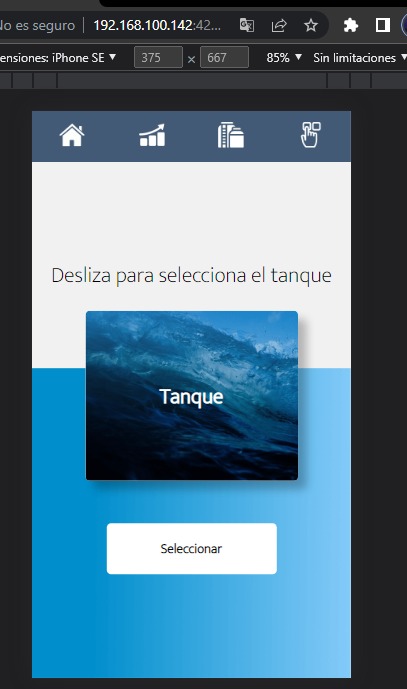 No es seguro 192.168.100.142:42...
ensiones: iPhone SE ▼ 375 × 667 85% ▼ Sin limitaciones ▼
Desliza para selecciona el tanque
Tanque
Seleccionar